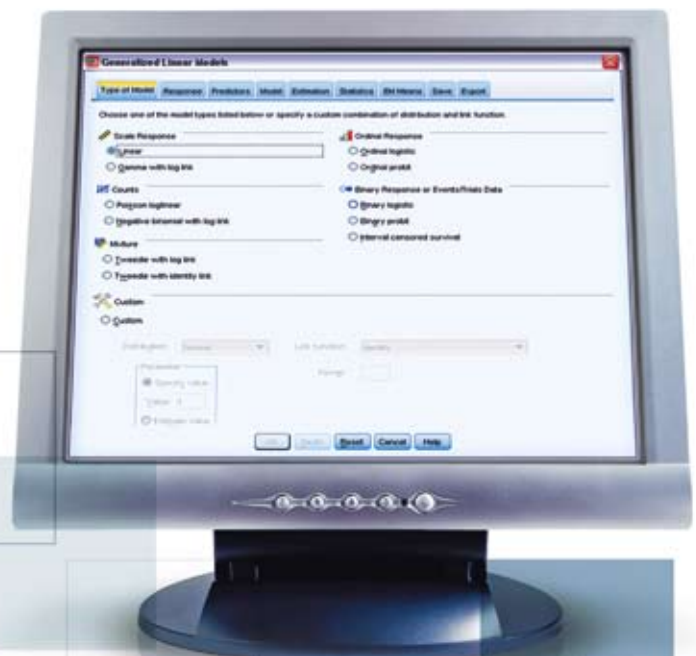 Generalized Linear Models
Type of Model Response Predictors Model Estimation Statistics EM Means Save Export
Choose one of the model types listed below or specify a custom combination of distribution and link function.
Scale Response
Linear
Gamma with log link
Counts
Poisson loglinear
Negative binomial with log link
Mixture
Tweedie with log link
Tweedie with identity link
Ordinal Response
Ordinal logistic
Ordinal probit
Binary Response or Events/Trials Data
Binary logistic
Binary probit
Interval censored survival
Custom
Custom
Distribution: Normal Link function: Identity
Parameter
Specify value
Value: 1
Estimate value
Power:
OK Paste Reset Cancel Help